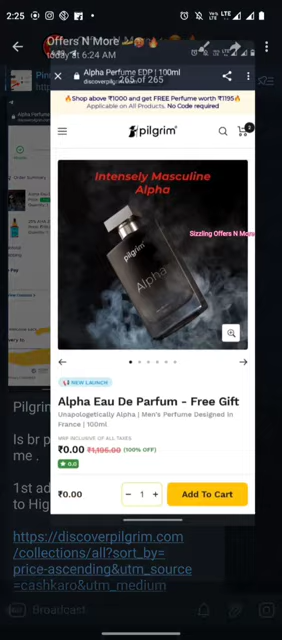 2:25
LTE
Offers N More
today at 6:24 AM
Alpha Perfume EDP | 100ml
265 of 265
🔥Shop above ₹1000 and get FREE Perfume worth ₹1195🔥
Applicable on All Products. No Code required
pilgrim
Intensely Masculine
Alpha
Sizzling Offers N More
pilgrim
Alpha
NEW LAUNCH
Alpha Eau De Parfum - Free Gift
Unapologetically Alpha | Men's Perfume Designed in
France | 100ml
MRP INCLUSIVE OF ALL TAXES
₹0.00 ₹1,195.00 (100% OFF)
★ 0.0
₹0.00
− 1 +
Add To Cart
Order Summary
Pilgrim
Is br p
me .
1st ad
to Hig
https://discoverpilgrim.com
/collections/all?sort_by=
price-ascending&utm_source
=cashkaro&utm_medium
Broadcast